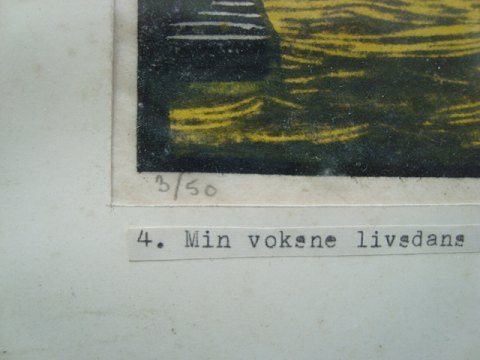 3/50
4. Min voksne livsdans